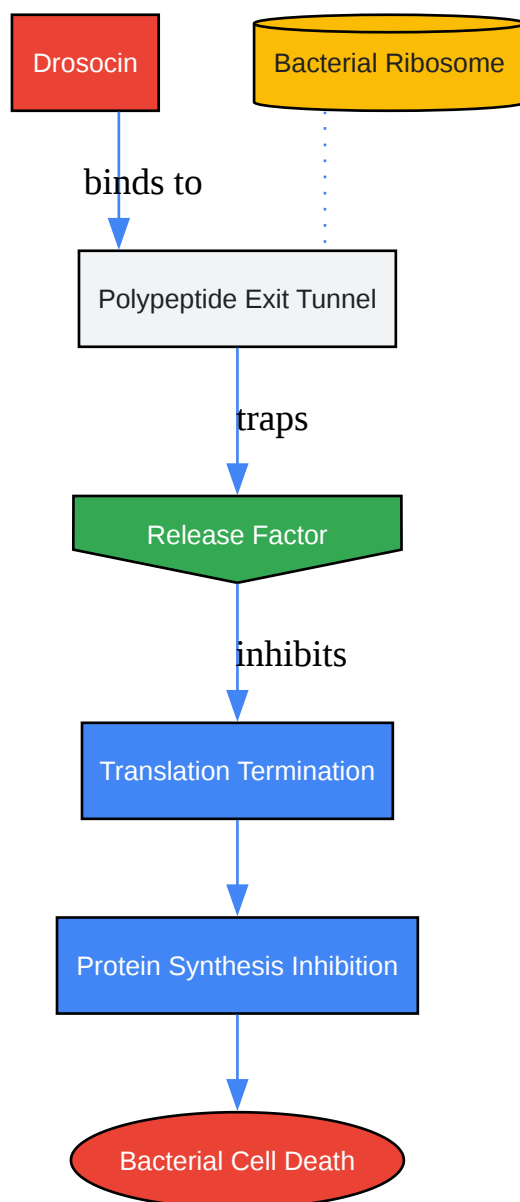 Drosocin
Bacterial Ribosome
binds to
Polypeptide Exit Tunnel
traps
Release Factor
inhibits
Translation Termination
Protein Synthesis Inhibition
Bacterial Cell Death